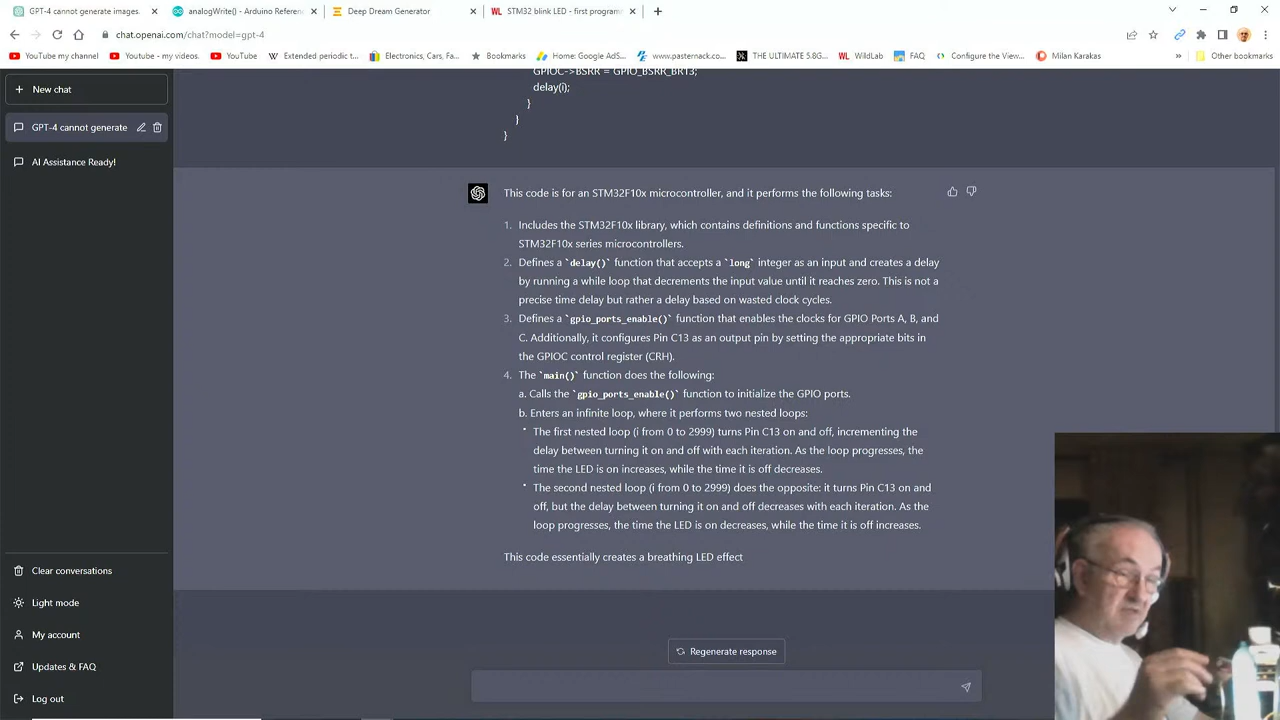 GPT-4 cannot generate images.
analogWrite() - Arduino Referen
Deep Dream Generator
WL STM32 blink LED - first program
chat.openai.com/chat?model=gpt-4
YouTube my channel
Youtube - my videos.
YouTube
W Extended periodic t...
Electronics, Cars, Fa...
Bookmarks
Home: Google AdS...
www.pasternack.co...
THE ULTIMATE 5.8G...
WL WildLab
FAQ
Configure the View...
Milan Karakas
»
Other bookmarks
New chat
GPT-4 cannot generate
AI Assistance Ready!
GPIOC->BSRR = GPIO_BSRR_BR13;
delay(i);
}
}
}
This code is for an STM32F10x microcontroller, and it performs the following tasks:
1. Includes the STM32F10x library, which contains definitions and functions specific to
STM32F10x series microcontrollers.
2. Defines a `delay()` function that accepts a `long` integer as an input and creates a delay
by running a while loop that decrements the input value until it reaches zero. This is not a
precise time delay but rather a delay based on wasted clock cycles.
3. Defines a `gpio_ports_enable()` function that enables the clocks for GPIO Ports A, B, and
C. Additionally, it configures Pin C13 as an output pin by setting the appropriate bits in
the GPIOC control register (CRH).
4. The `main()` function does the following:
a. Calls the `gpio_ports_enable()` function to initialize the GPIO ports.
b. Enters an infinite loop, where it performs two nested loops:
• The first nested loop (i from 0 to 2999) turns Pin C13 on and off, incrementing the
delay between turning it on and off with each iteration. As the loop progresses, the
time the LED is on increases, while the time it is off decreases.
• The second nested loop (i from 0 to 2999) does the opposite: it turns Pin C13 on and
off, but the delay between turning it on and off decreases with each iteration. As the
loop progresses, the time the LED is on decreases, while the time it is off increases.
This code essentially creates a breathing LED effect
Clear conversations
Light mode
My account
Updates & FAQ
Log out
Regenerate response